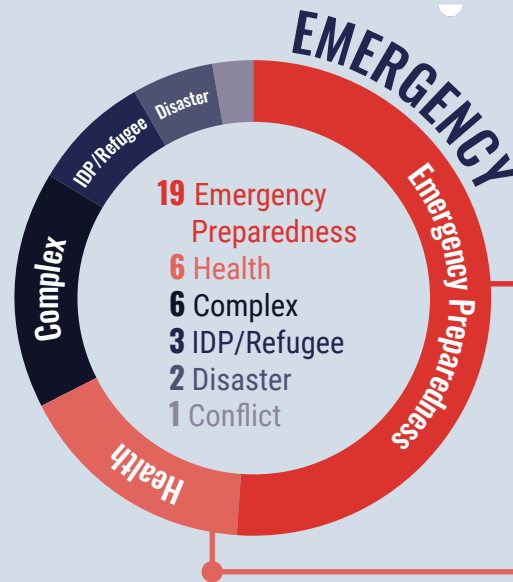 EMERGENCY
Disaster
IDP/Refugee
Complex
Health
Emergency Preparedness
19 Emergency
Preparedness
6 Health
6 Complex
3 IDP/Refugee
2 Disaster
1 Conflict